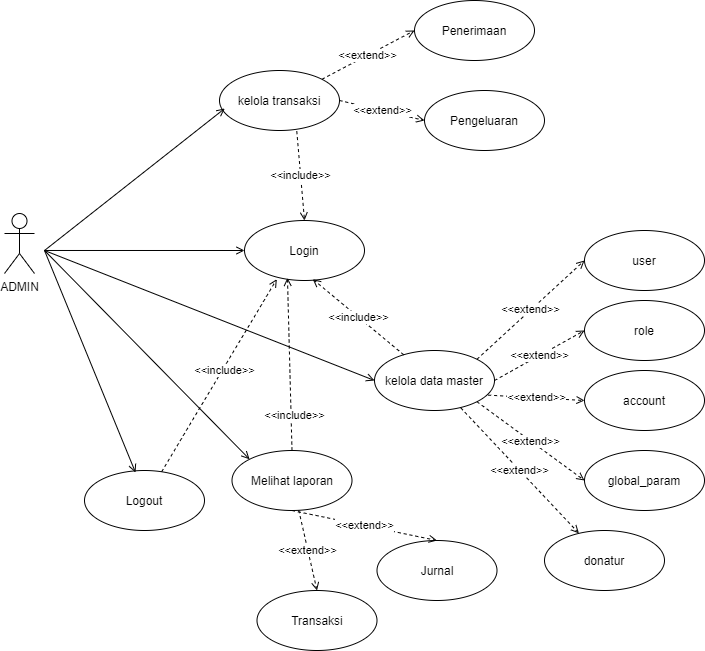 Penerimaan
<<extend>>
kelola transaksi
<<extend>>
Pengeluaran
<<include>>
Login
ADMIN
user
<<extend>>
<<include>>
role
<<extend>>
<<include>>
kelola data master
<<extend>>
account
<<include>>
<<extend>>
<<extend>>
global_param
Melihat laporan
Logout
<<extend>>
<<extend>>
donatur
Jurnal
Transaksi